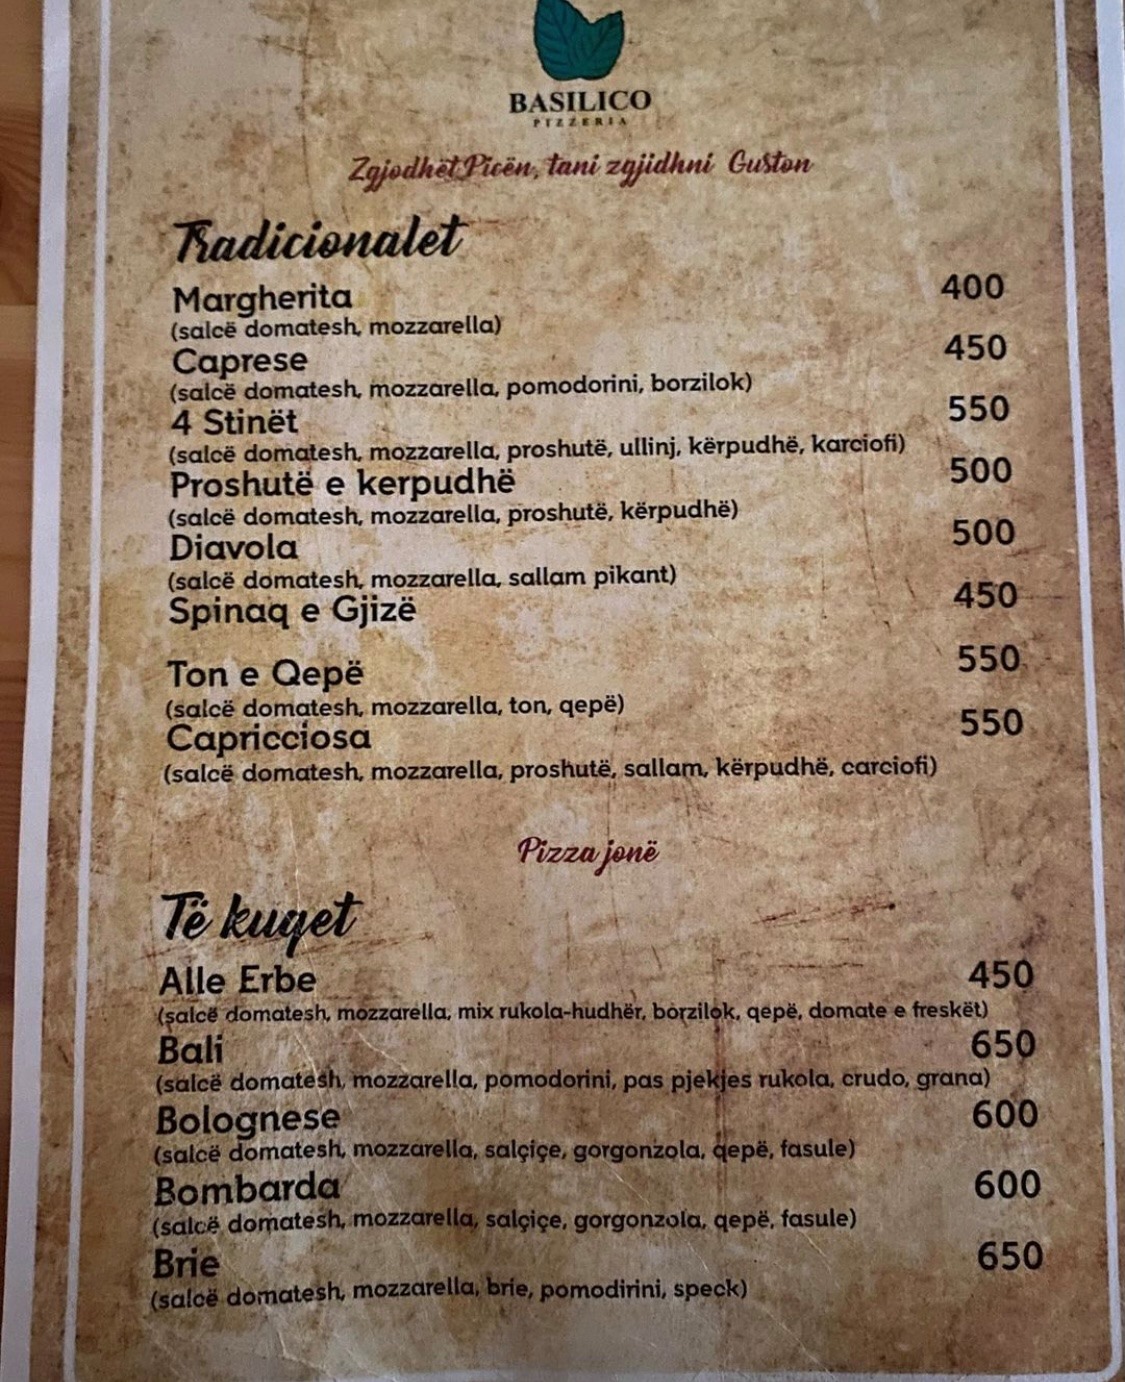 BASILICO
PIZZERIA
Zgjodhët Picën, tani zgjidhni Guston
Tradicionalet
Margherita 400
(salcë domatesh, mozzarella)
Caprese 450
(salcë domatesh, mozzarella, pomodorini, borzilok)
4 Stinët 550
(salcë domatesh, mozzarella, proshutë, ullinj, kërpudhë, karciofi)
Proshutë e kerpudhë 500
(salcë domatesh, mozzarella, proshutë, kërpudhë)
Diavola 500
(salcë domatesh, mozzarella, sallam pikant)
Spinaq e Gjizë 450
Ton e Qepë 550
(salcë domatesh, mozzarella, ton, qepë)
Capricciosa 550
(salcë domatesh, mozzarella, proshutë, sallam, kërpudhë, carciofi)
Pizza jonë
Të kuqet
Alle Erbe 450
(salcë domatesh, mozzarella, mix rukola-hudhër, borzilok, qepë, domate e freskët)
Bali 650
(salcë domatesh, mozzarella, pomodorini, pas pjekjes rukola, crudo, grana)
Bolognese 600
(salcë domatesh, mozzarella, salçiçe, gorgonzola, qepë, fasule)
Bombarda 600
(salcë domatesh, mozzarella, salçiçe, gorgonzola, qepë, fasule)
Brie 650
(salcë domatesh, mozzarella, brie, pomodirini, speck)